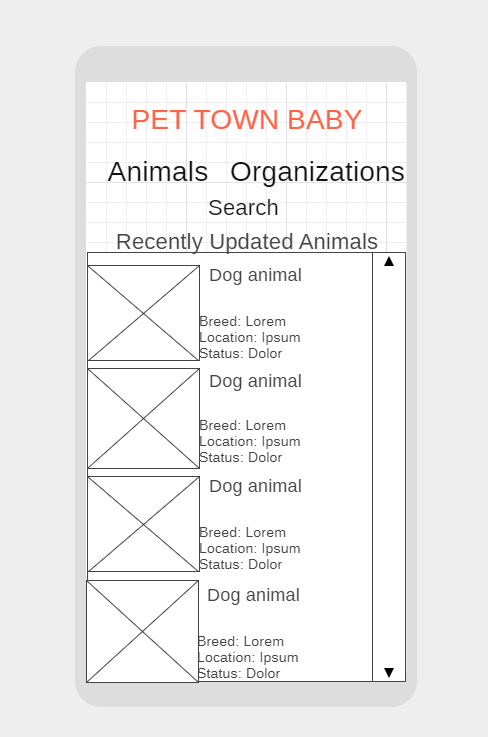 PET TOWN BABY
Animals Organizations
Search
Recently Updated Animals
Dog animal
Breed: Lorem
Location: Ipsum
Status: Dolor
Dog animal
Breed: Lorem
Location: Ipsum
Status: Dolor
Dog animal
Breed: Lorem
Location: Ipsum
Status: Dolor
Dog animal
Breed: Lorem
Location: Ipsum
Status: Dolor